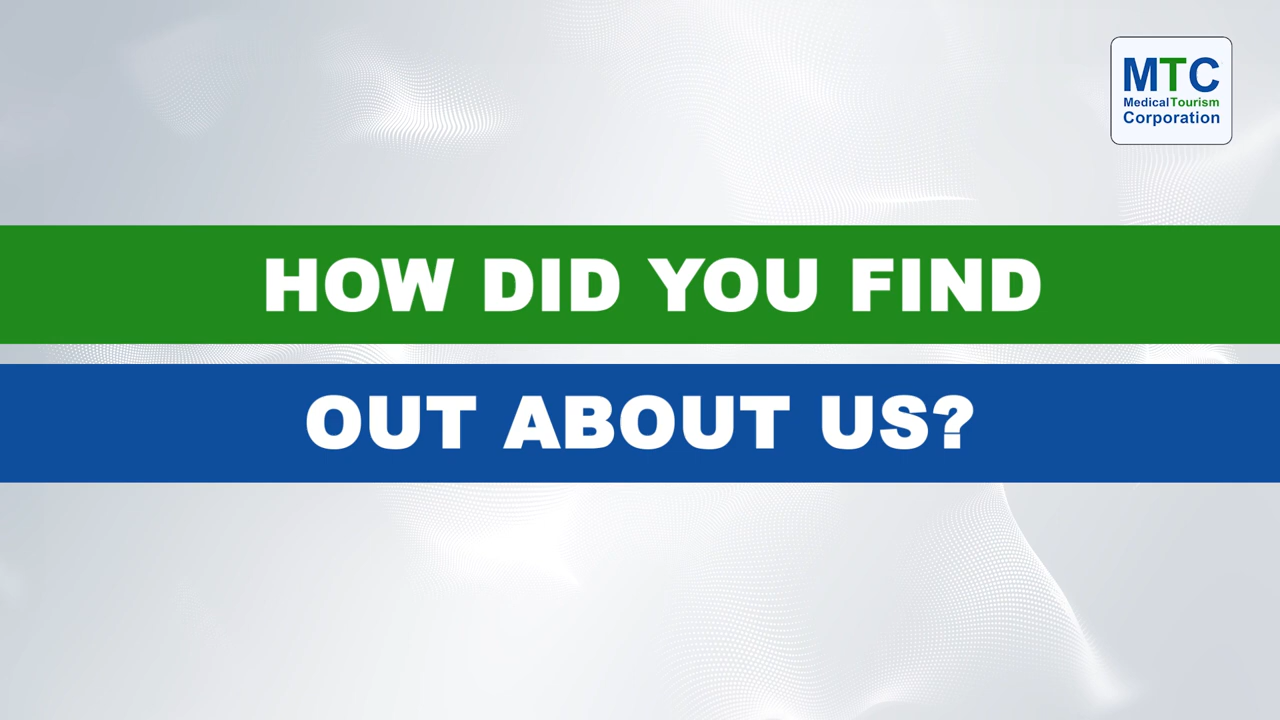 MTC
MedicalTourism
Corporation
HOW DID YOU FIND
OUT ABOUT US?